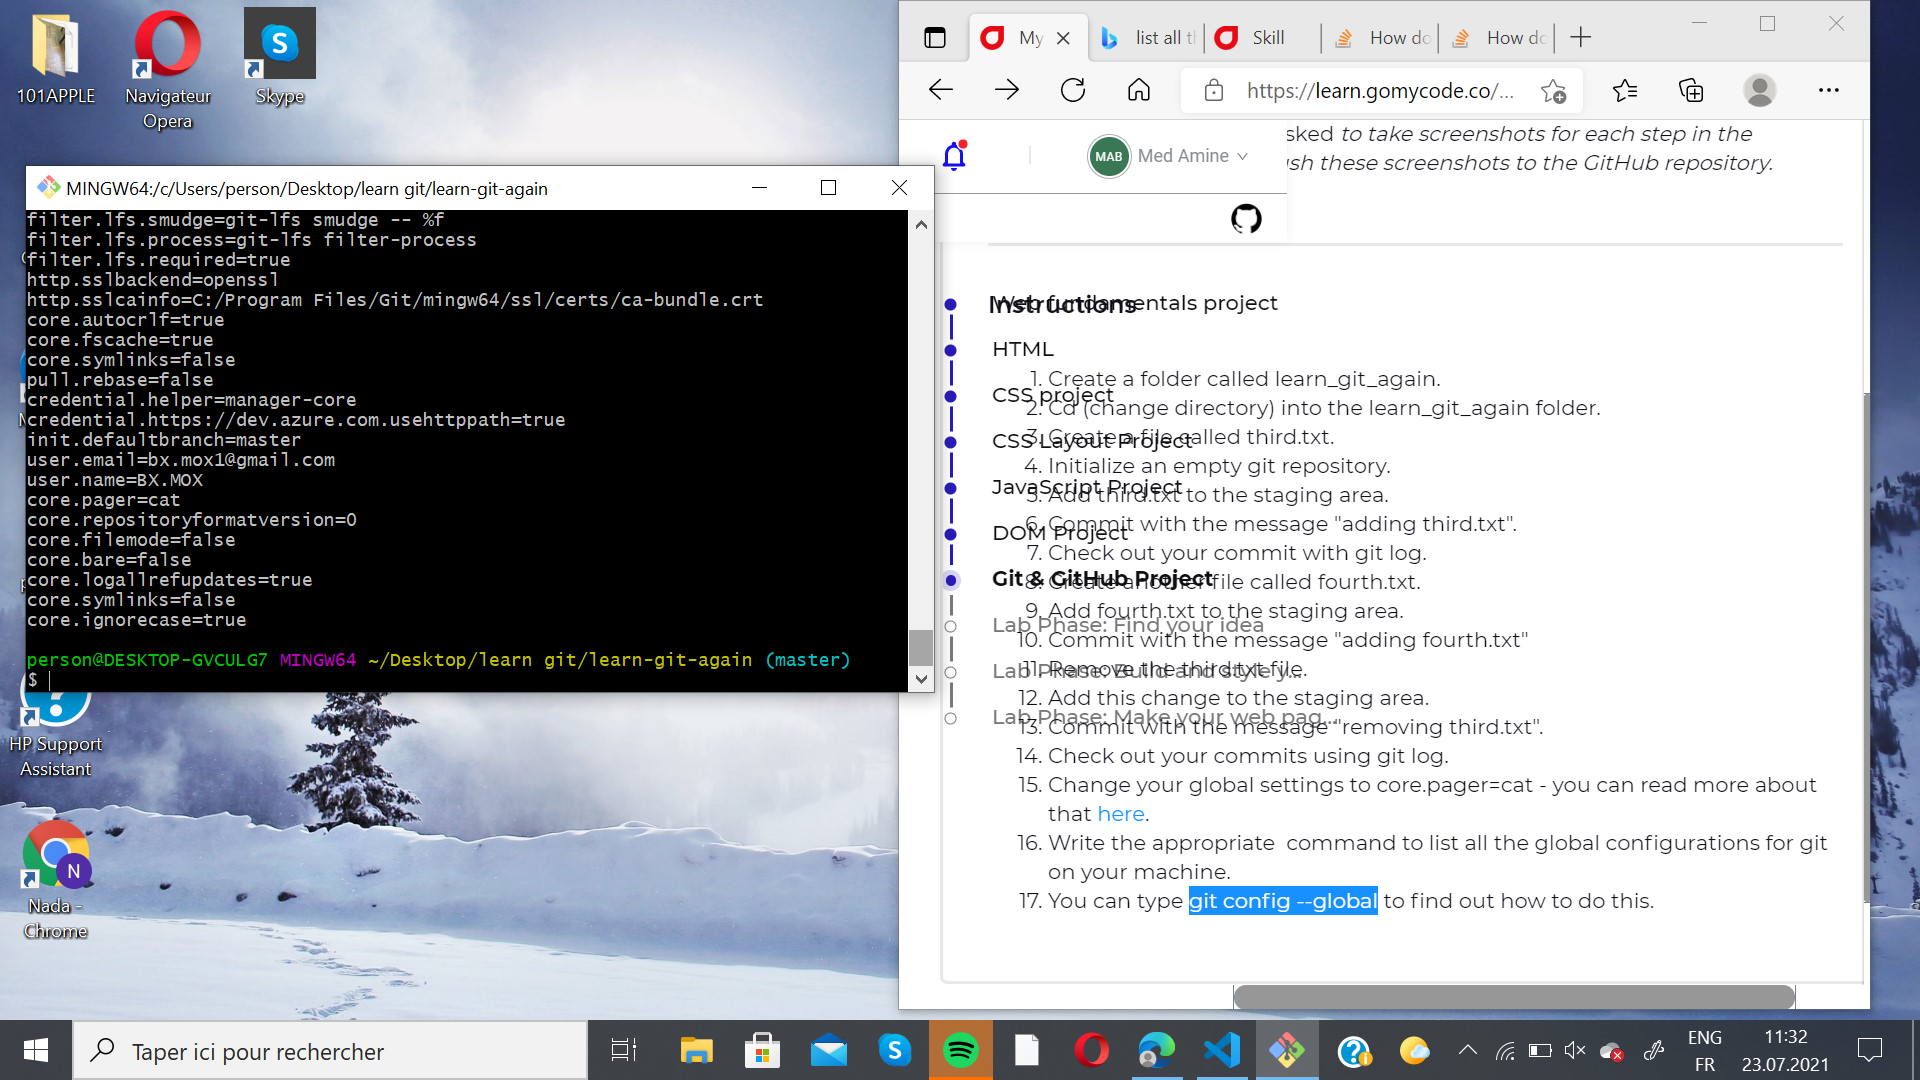 101APPLE
Navigateur
Opera
Skype
MINGW64:/c/Users/person/Desktop/learn git/learn-git-again
filter.lfs.smudge=git-lfs smudge -- %f
filter.lfs.process=git-lfs filter-process
filter.lfs.required=true
http.sslbackend=openssl
http.sslcainfo=C:/Program Files/Git/mingw64/ssl/certs/ca-bundle.crt
core.autocrlf=true
core.fscache=true
core.symlinks=false
pull.rebase=false
credential.helper=manager-core
credential.https://dev.azure.com.usehttppath=true
init.defaultbranch=master
user.email=bx.mox1@gmail.com
user.name=BX.MOX
core.pager=cat
core.repositoryformatversion=0
core.filemode=false
core.bare=false
core.logallrefupdates=true
core.symlinks=false
core.ignorecase=true
person@DESKTOP-GVCULG7 MINGW64 ~/Desktop/learn git/learn-git-again (master)
$
HP Support
Assistant
N
Nada -
Chrome
My
list all t
Skill
How do
How do
https://learn.gomycode.co/...
sked to take screenshots for each step in the
MAB Med Amine
sh these screenshots to the GitHub repository.
Instructions
Web fundamentals project
HTML
1. Create a folder called learn_git_again.
CSS project
2. Cd (change directory) into the learn_git_again folder.
3. Create a file called third.txt.
CSS Layout Project
4. Initialize an empty git repository.
JavaScript Project
5. Add third.txt to the staging area.
6. Commit with the message "adding third.txt".
DOM Project
7. Check out your commit with git log.
Git & GitHub Project
8. Create another file called fourth.txt.
9. Add fourth.txt to the staging area.
Lab Phase: Find your idea
10. Commit with the message "adding fourth.txt"
11. Remove the third.txt file.
Lab Phase: Build and style y...
12. Add this change to the staging area.
Lab Phase: Make your web pag...
13. Commit with the message "removing third.txt".
14. Check out your commits using git log.
15. Change your global settings to core.pager=cat - you can read more about
that here.
16. Write the appropriate command to list all the global configurations for git
on your machine.
17. You can type git config --global to find out how to do this.
Taper ici pour rechercher
ENG
FR
11:32
23.07.2021